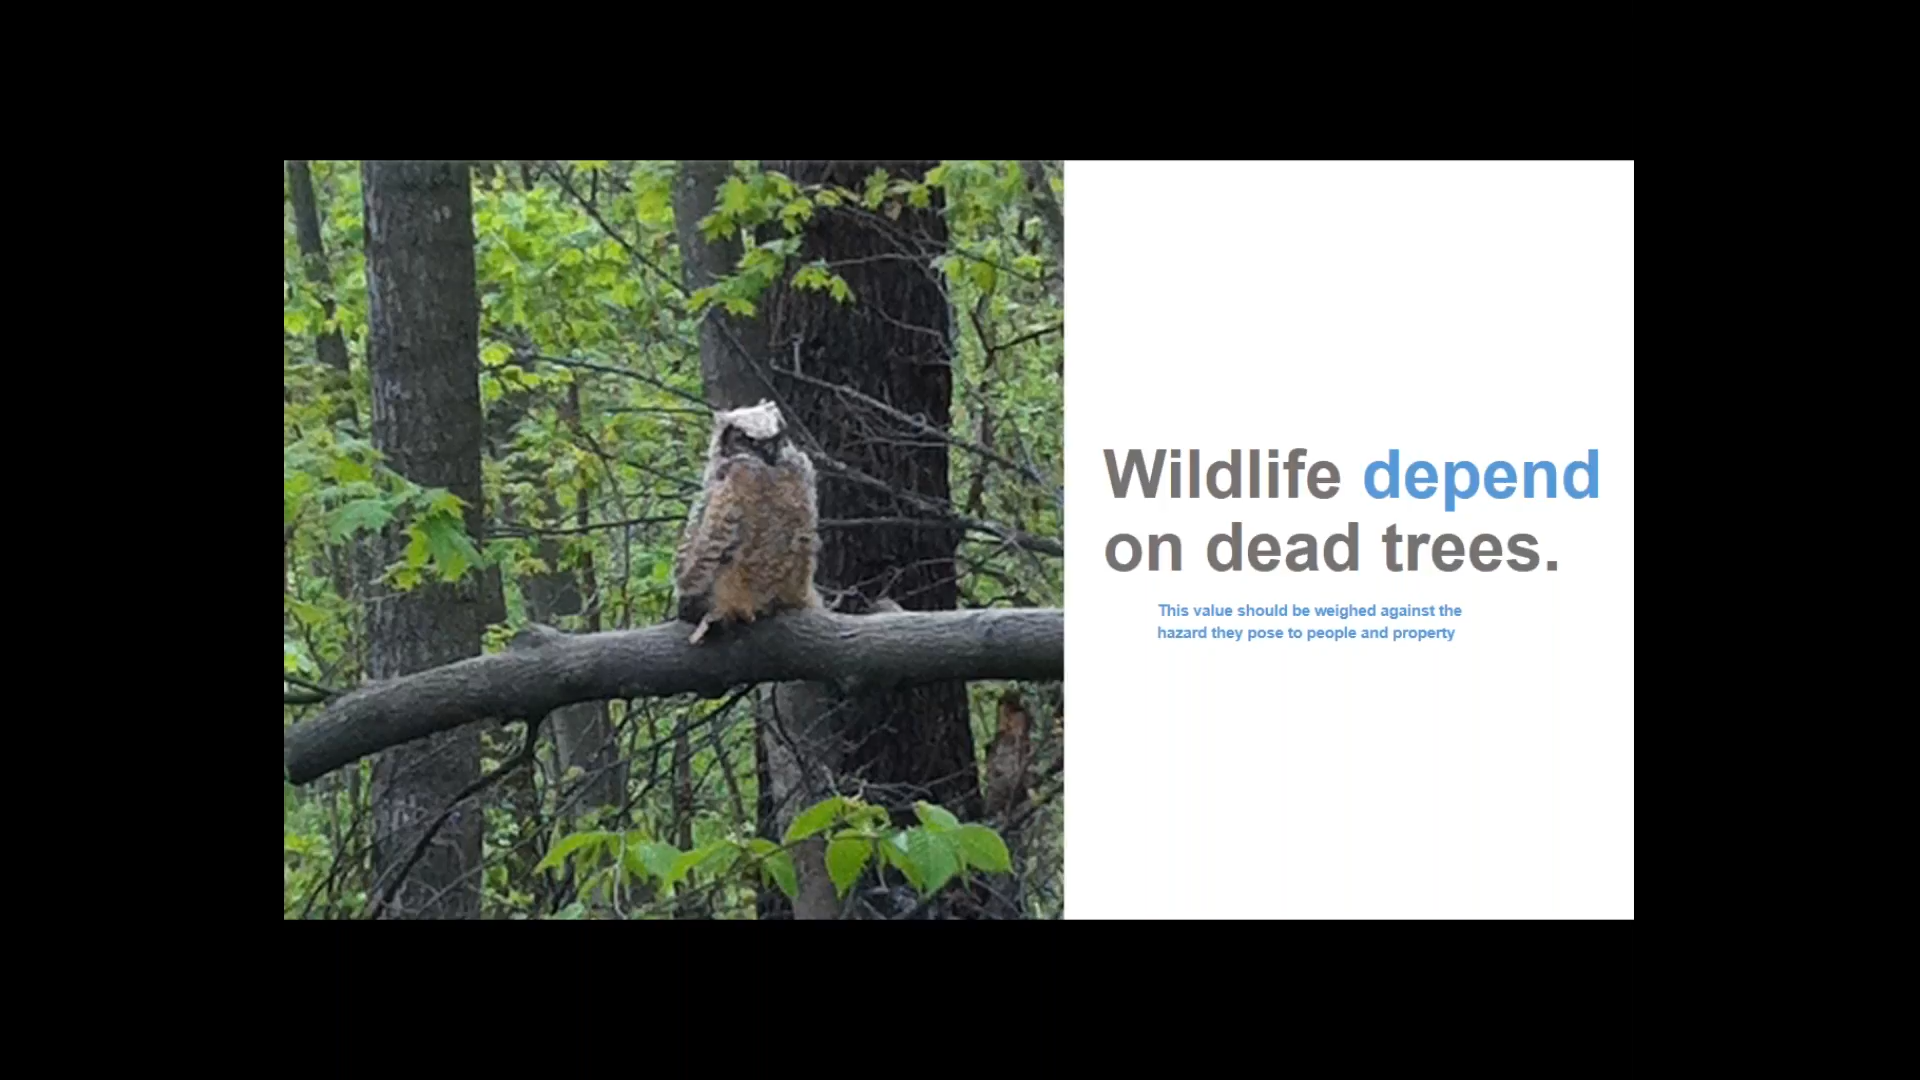 Wildlife depend
on dead trees.
This value should be weighed against the
hazard they pose to people and property